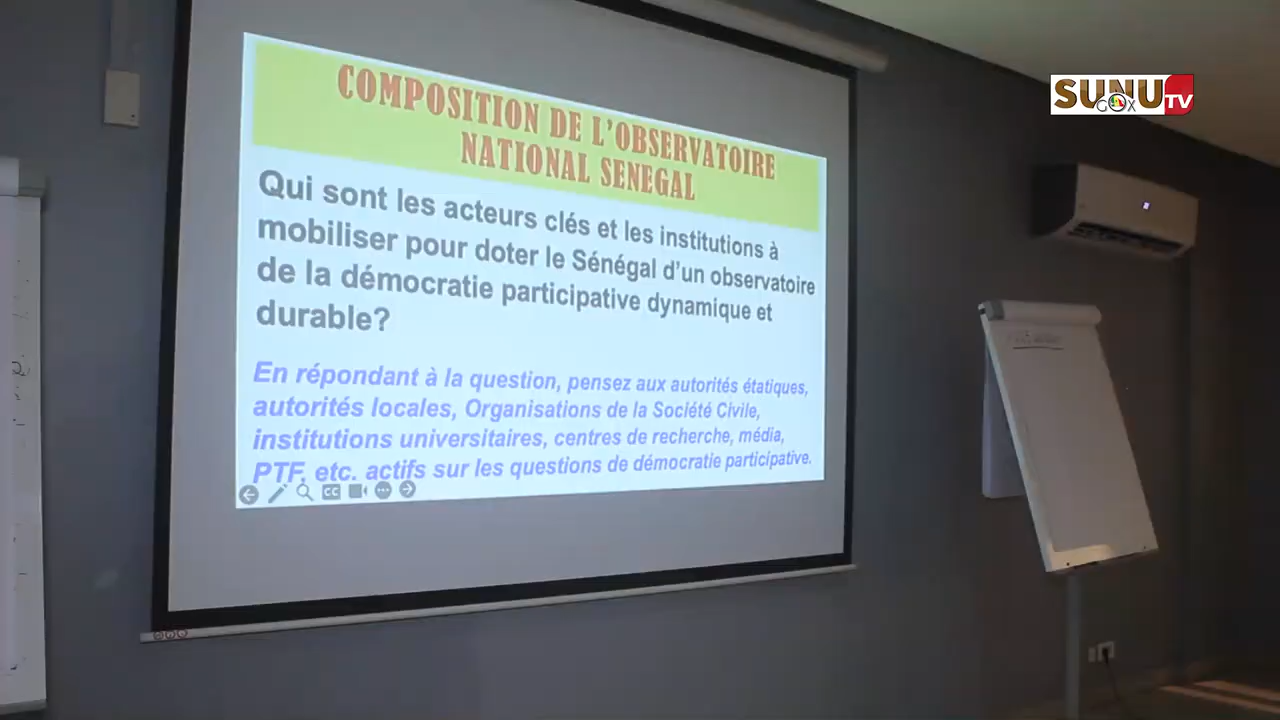 SUNU
GOX
TV
COMPOSITION DE L'OBSERVATOIRE
NATIONAL SENEGAL
Qui sont les acteurs clés et les institutions à
mobiliser pour doter le Sénégal d'un observatoire
de la démocratie participative dynamique et
durable?
En répondant à la question, pensez aux autorités étatiques,
autorités locales, Organisations de la Société Civile,
institutions universitaires, centres de recherche, média,
PTF, etc. actifs sur les questions de démocratie participative.
CC